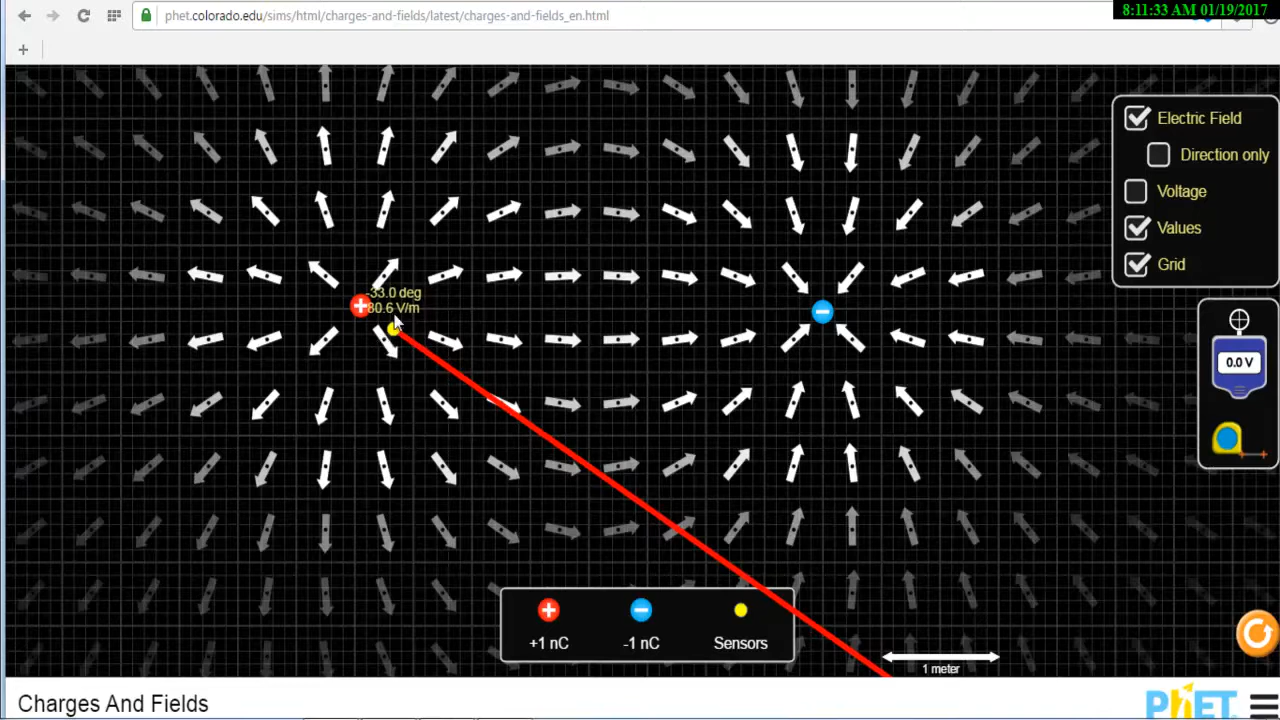 8:11:33 AM 01/19/2017
phet.colorado.edu/sims/html/charges-and-fields/latest/charges-and-fields_en.html
+
Electric Field
Direction only
Voltage
Values
Grid
-33.0 deg
80.6 V/m
+
−
0.0 V
+
−
+1 nC
-1 nC
Sensors
1 meter
Charges And Fields
PhET